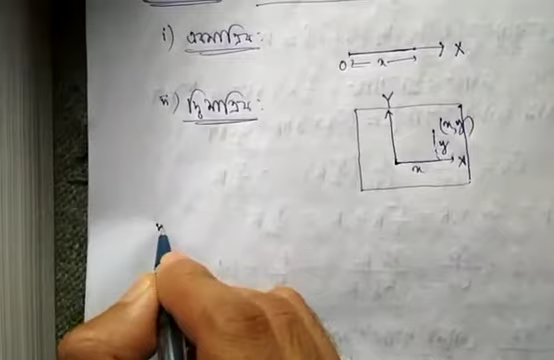 i) একমাত্রিক:
O x X
ii) দ্বিমাত্রিক:
Y
(x,y)
y
x X